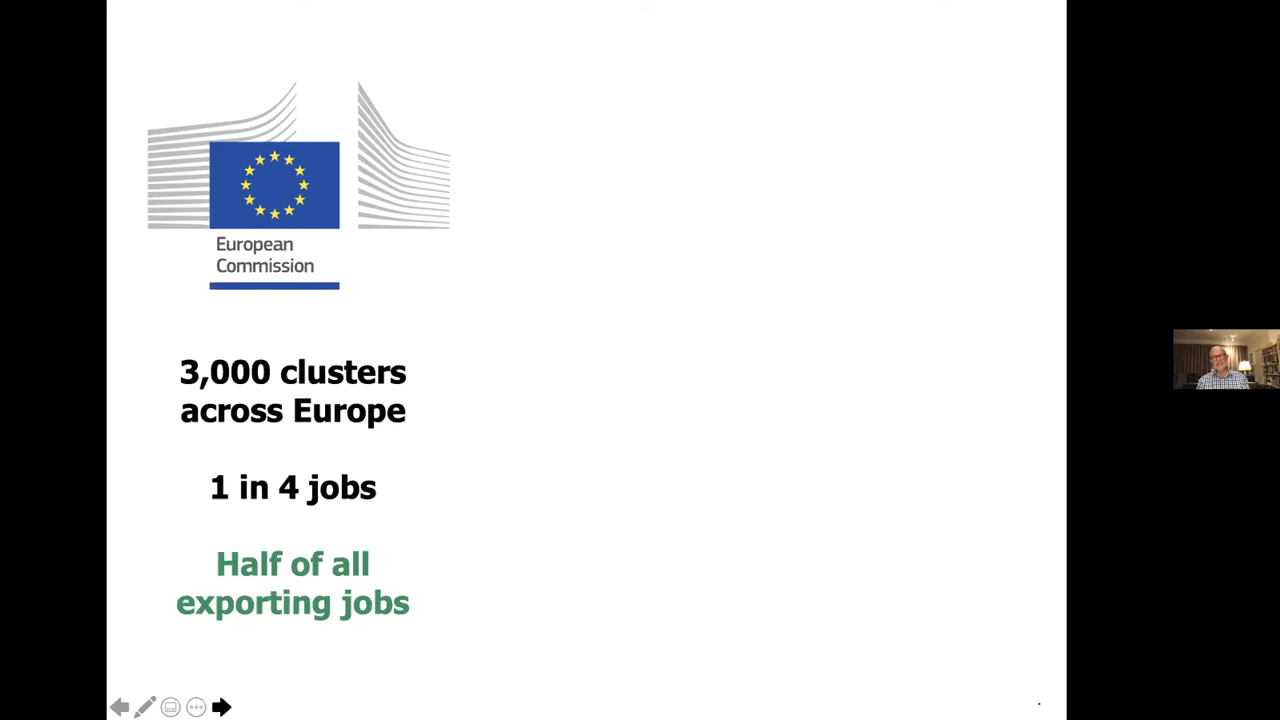 European
Commission
3,000 clusters
across Europe
1 in 4 jobs
Half of all
exporting jobs